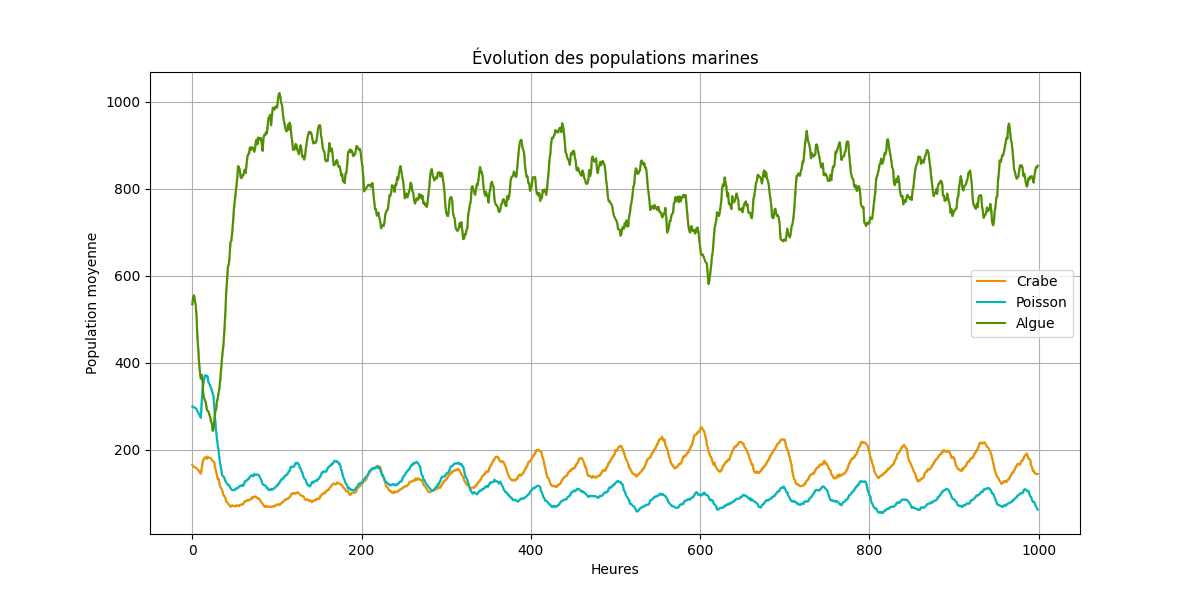 Évolution des populations marines
1000
800
600
400
200
Population moyenne
Crabe
Poisson
Algue
0 200 400 600 800 1000
Heures